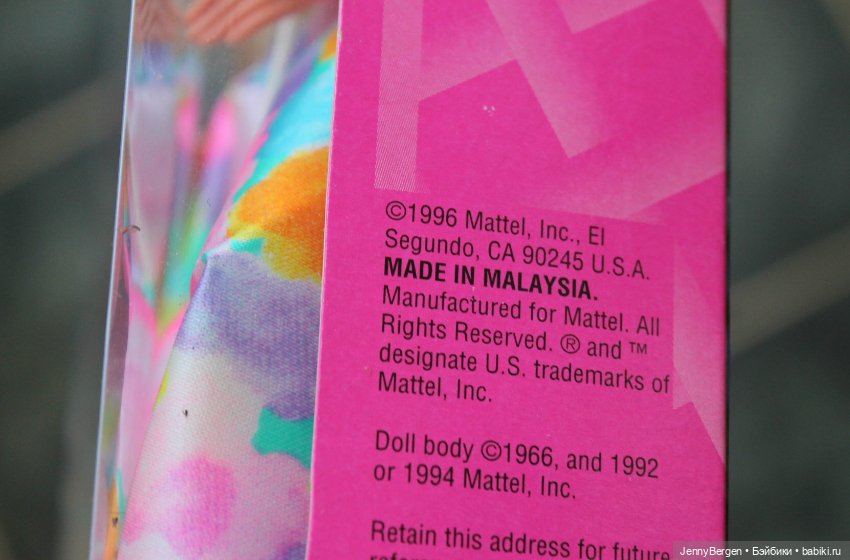 ©1996 Mattel, Inc., El
Segundo, CA 90245 U.S.A.
MADE IN MALAYSIA.
Manufactured for Mattel. All
Rights Reserved. ® and ™
designate U.S. trademarks of
Mattel, Inc.
Doll body ©1966, and 1992
or 1994 Mattel, Inc.
Retain this address for future
JennyBergen • Бэйбики • babiki.ru